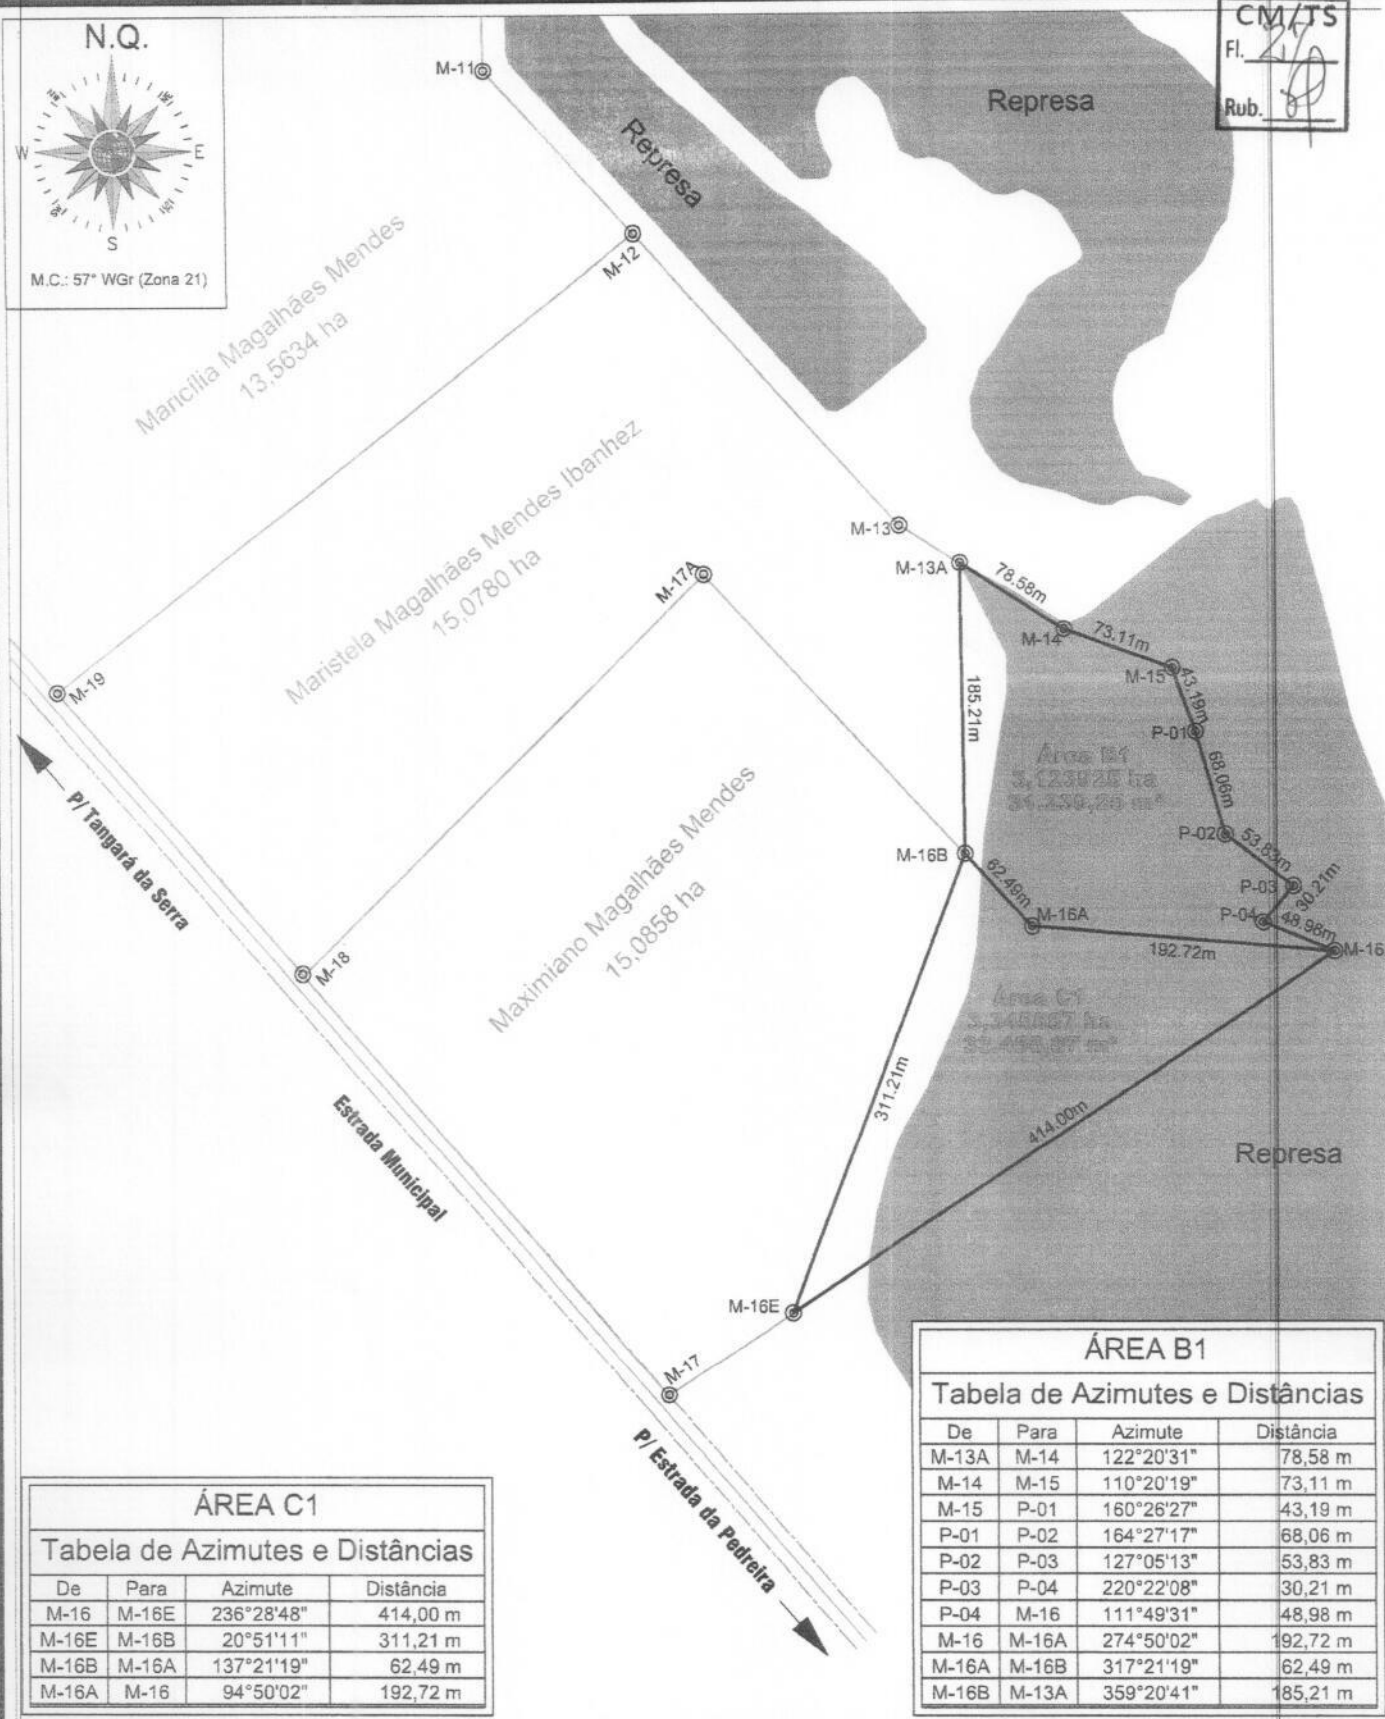 N.Q.
W
E
S
M.C.: 57° WGr (Zona 21)
CM/TS
Fl.
Rub.
M-11
Represa
Represa
M-12
Maricília Magalhães Mendes
13,5634 ha
Maristela Magalhães Mendes Ibanhez
15,0780 ha
M-13
M-13A
78.58m
M-17A
M-14
73.11m
M-15
43.19m
M-19
185.21m
P-01
68.06m
Área B1
P/ Tangará da Serra
Maximiano Magalhães Mendes
15,0858 ha
P-02
53.83m
M-16B
62.49m
P-03
30.21m
P-04
48.98m
M-16A
192.72m
M-16
M-18
Área C1
311.21m
414.00m
Estrada Municipal
Represa
M-16E
M-17
P/ Estrada da Pedreira
ÁREA B1
Tabela de Azimutes e Distâncias
De Para Azimute Distância
M-13A M-14 122°20'31" 78,58 m
M-14 M-15 110°20'19" 73,11 m
M-15 P-01 160°26'27" 43,19 m
P-01 P-02 164°27'17" 68,06 m
P-02 P-03 127°05'13" 53,83 m
P-03 P-04 220°22'08" 30,21 m
P-04 M-16 111°49'31" 48,98 m
M-16 M-16A 274°50'02" 192,72 m
M-16A M-16B 317°21'19" 62,49 m
M-16B M-13A 359°20'41" 185,21 m
ÁREA C1
Tabela de Azimutes e Distâncias
De Para Azimute Distância
M-16 M-16E 236°28'48" 414,00 m
M-16E M-16B 20°51'11" 311,21 m
M-16B M-16A 137°21'19" 62,49 m
M-16A M-16 94°50'02" 192,72 m